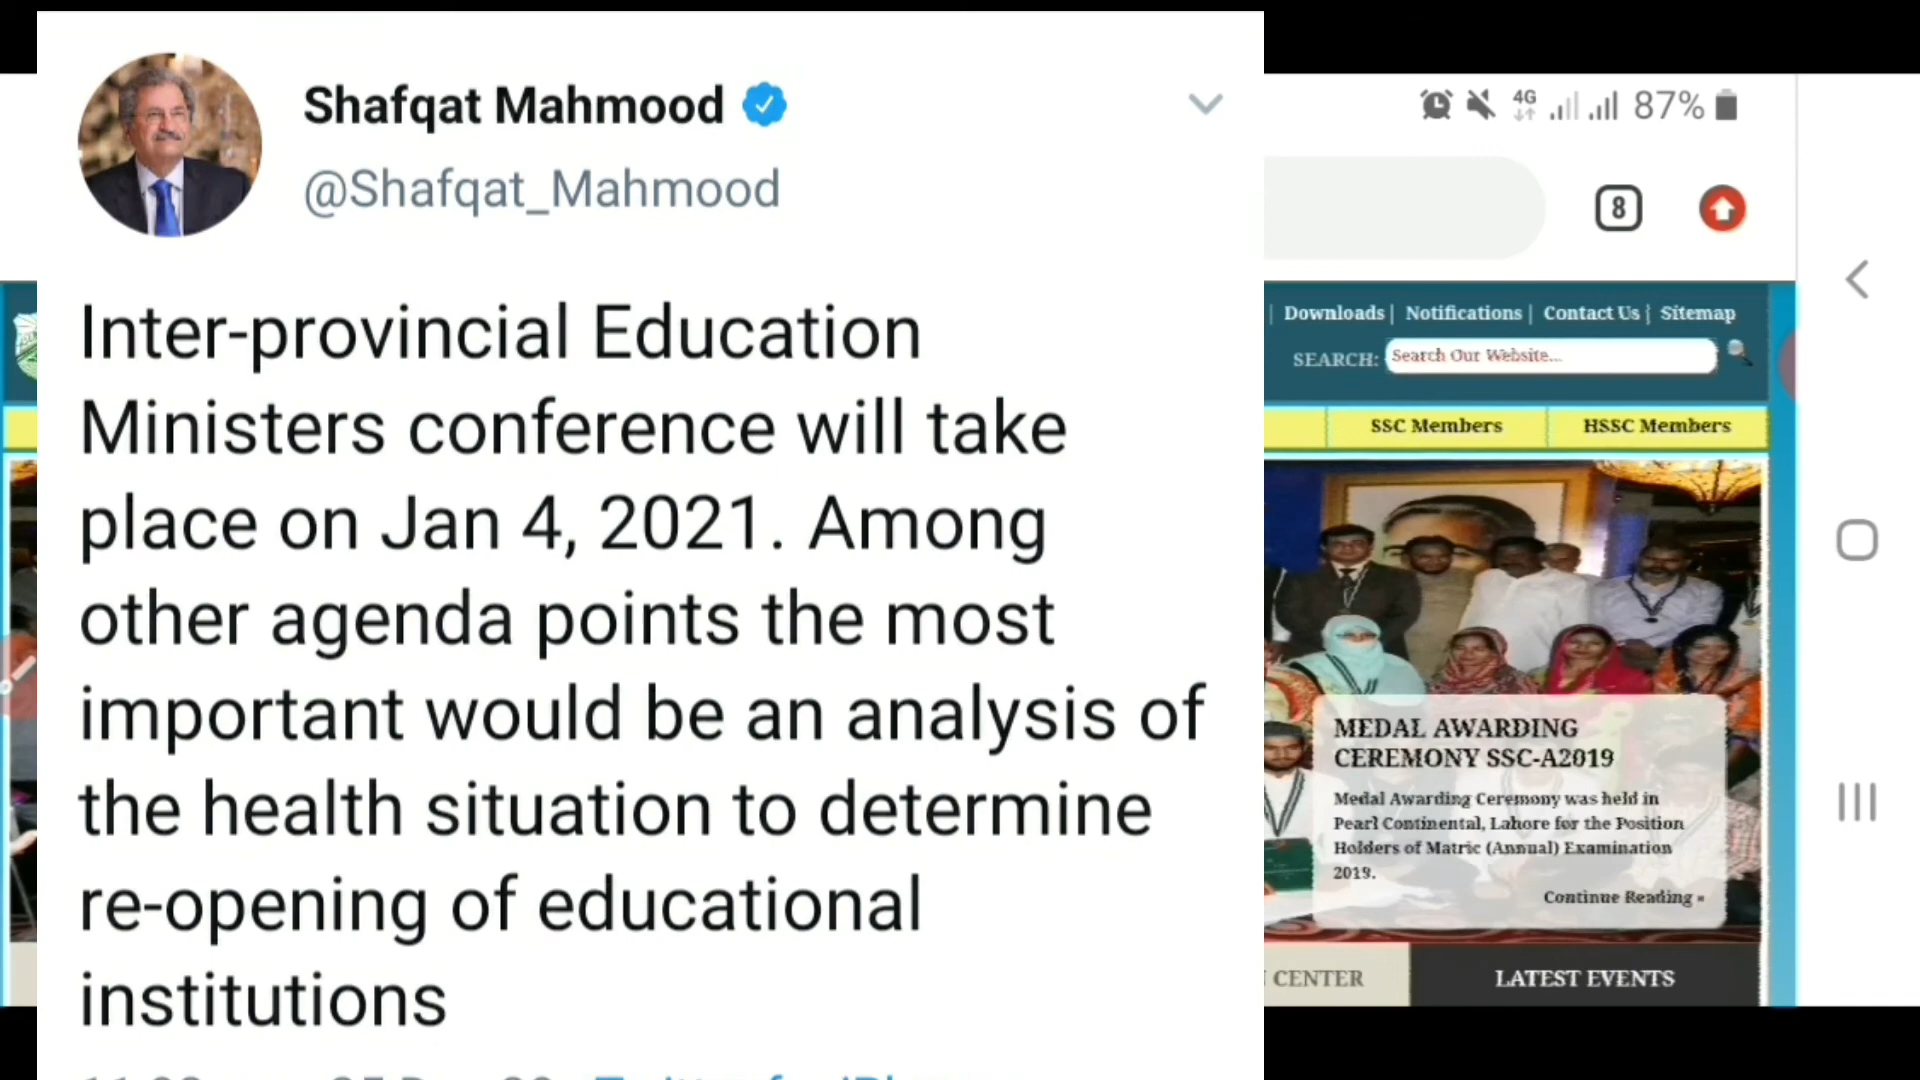 Shafqat Mahmood
@Shafqat_Mahmood
Inter-provincial Education
Ministers conference will take
place on Jan 4, 2021. Among
other agenda points the most
important would be an analysis of
the health situation to determine
re-opening of educational
institutions
4G 87%
8
| Downloads | Notifications | Contact Us | Sitemap
SEARCH: Search Our Website...
SSC Members HSSC Members
MEDAL AWARDING
CEREMONY SSC-A2019
Medal Awarding Ceremony was held in
Pearl Continental, Lahore for the Position
Holders of Matric (Annual) Examination
2019.
Continue Reading »
CENTER LATEST EVENTS